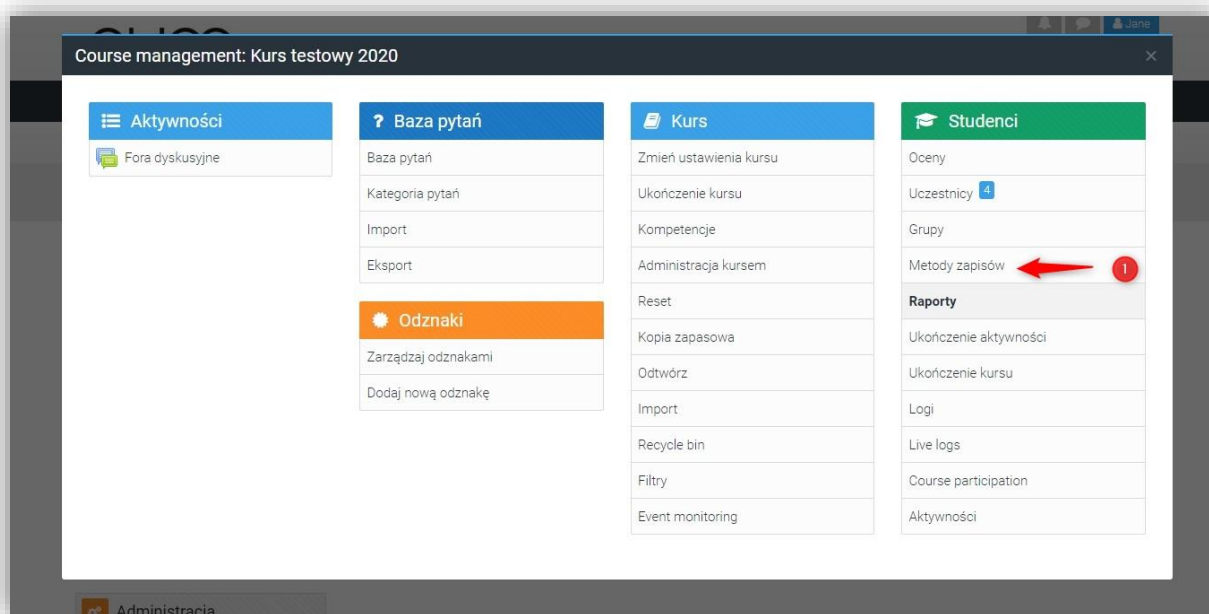 Jane
Course management: Kurs testowy 2020
Aktywności
Fora dyskusyjne
? Baza pytań
Baza pytań
Kategoria pytań
Import
Eksport
Odznaki
Zarządzaj odznakami
Dodaj nową odznakę
Kurs
Zmień ustawienia kursu
Ukończenie kursu
Kompetencje
Administracja kursem
Reset
Kopia zapasowa
Odtwórz
Import
Recycle bin
Filtry
Event monitoring
Studenci
Oceny
Uczestnicy 4
Grupy
Metody zapisów 1
Raporty
Ukończenie aktywności
Ukończenie kursu
Logi
Live logs
Course participation
Aktywności
Administracja